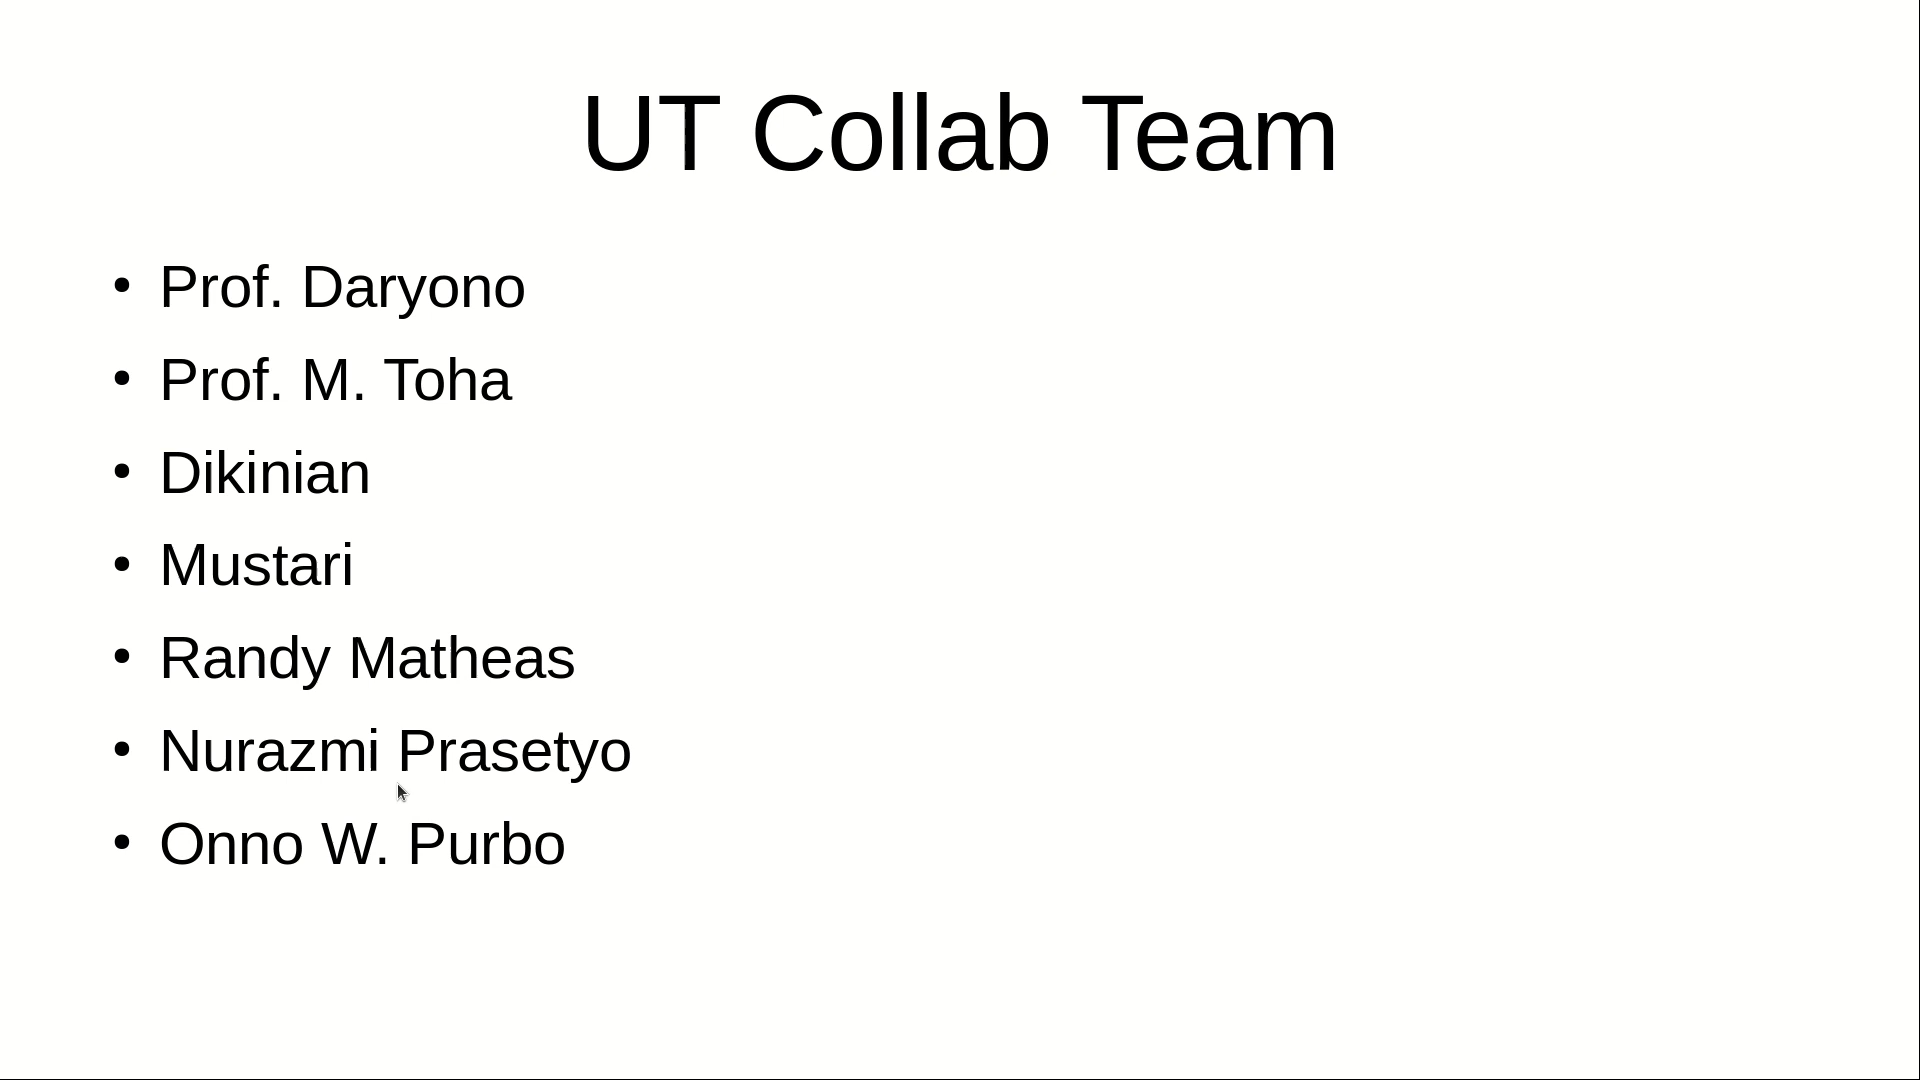 UT Collab Team
• Prof. Daryono
• Prof. M. Toha
• Dikinian
• Mustari
• Randy Matheas
• Nurazmi Prasetyo
• Onno W. Purbo